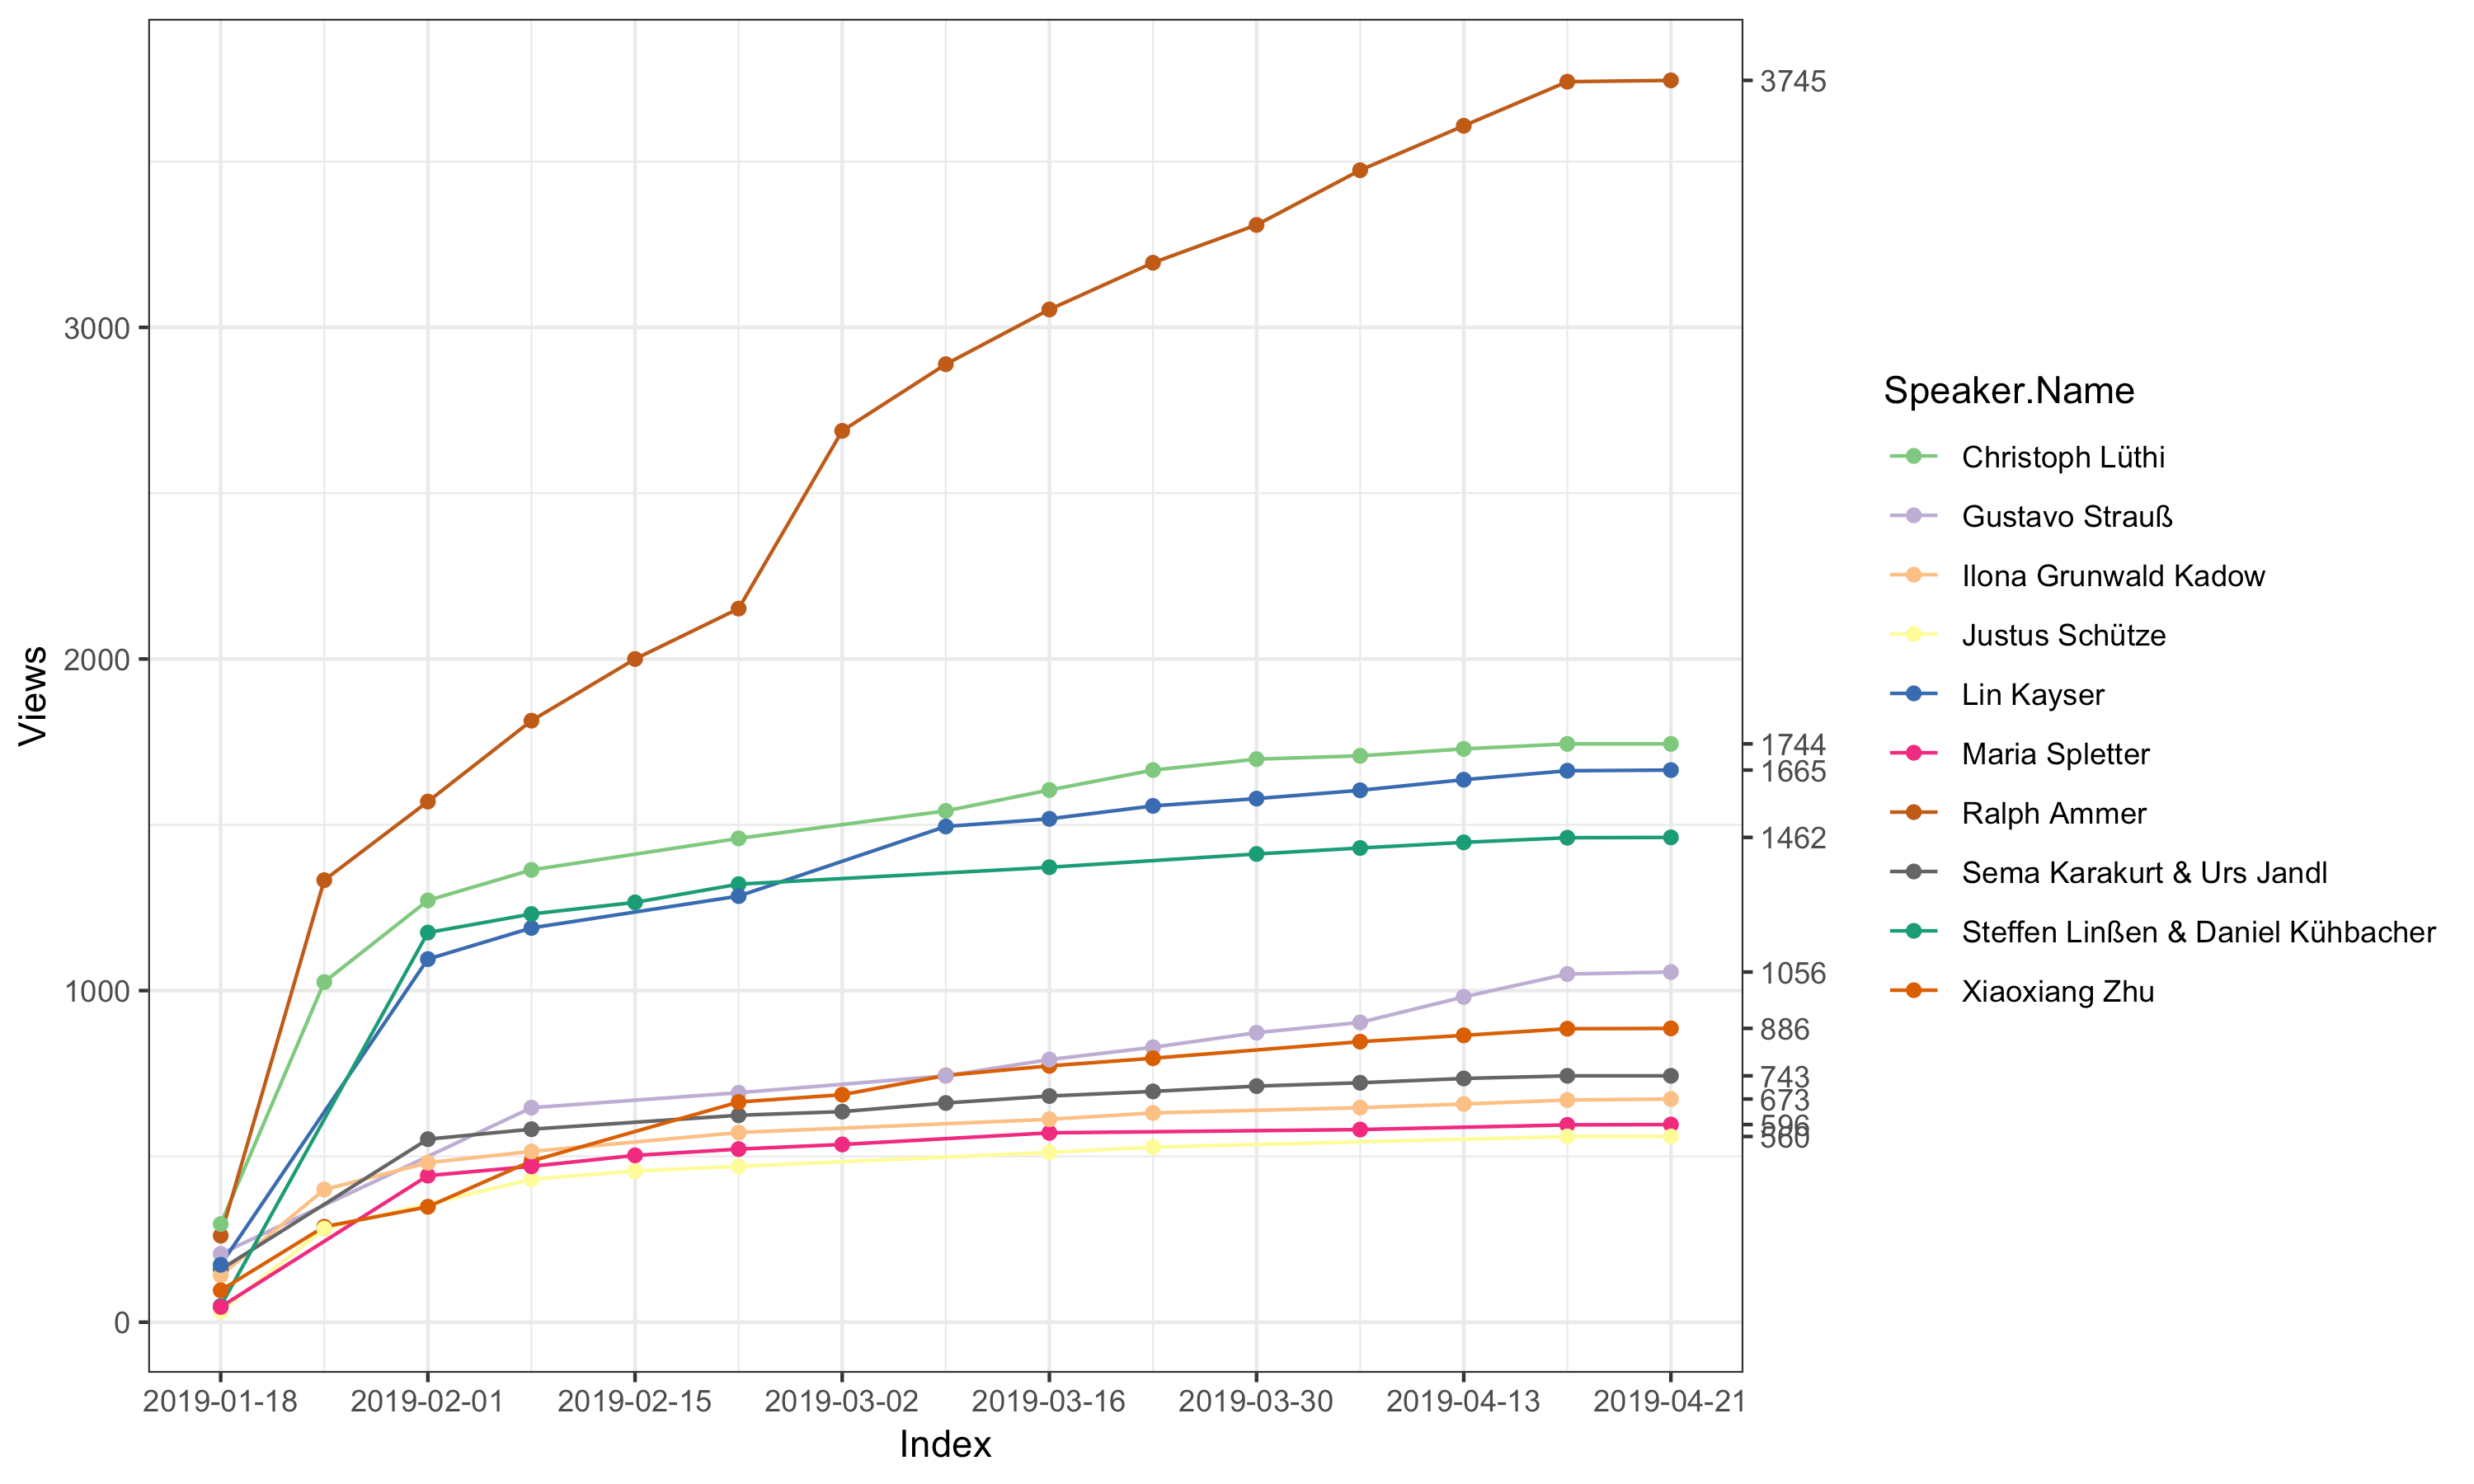 Views
3000
2000
1000
0
3745
1744
1665
1462
1056
886
743
673
596
560
2019-01-18
2019-02-01
2019-02-15
2019-03-02
2019-03-16
2019-03-30
2019-04-13
2019-04-21
Index
Speaker.Name
Christoph Lüthi
Gustavo Strauß
Ilona Grunwald Kadow
Justus Schütze
Lin Kayser
Maria Spletter
Ralph Ammer
Sema Karakurt & Urs Jandl
Steffen Linßen & Daniel Kühbacher
Xiaoxiang Zhu